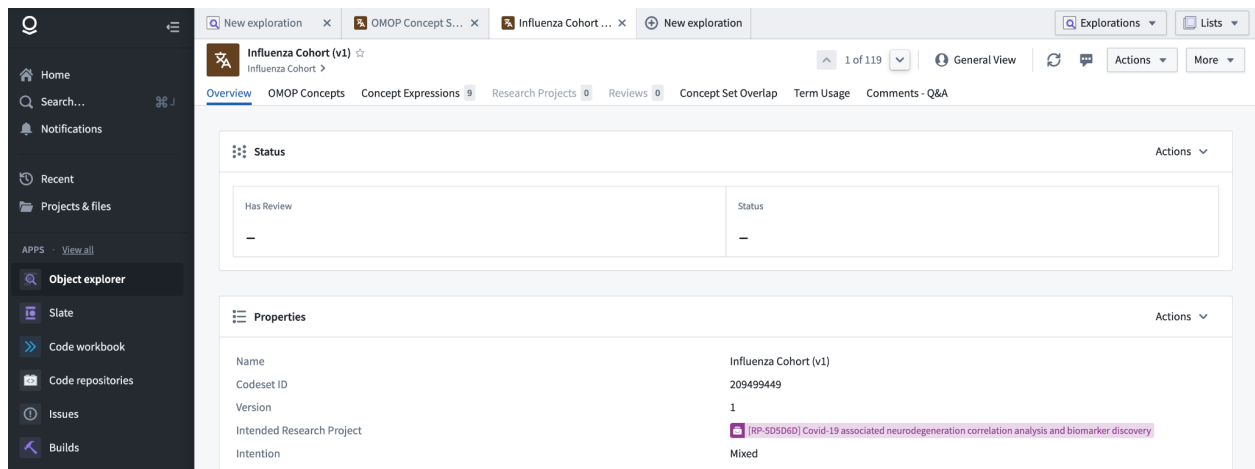 New exploration
OMOP Concept S...
Influenza Cohort ...
New exploration
Explorations
Lists
Influenza Cohort (v1)
Influenza Cohort >
1 of 119
General View
Actions
More
Overview
OMOP Concepts
Concept Expressions 9
Research Projects 0
Reviews 0
Concept Set Overlap
Term Usage
Comments - Q&A
Home
Search... ⌘ J
Notifications
Recent
Projects & files
APPS · View all
Object explorer
Slate
Code workbook
Code repositories
Issues
Builds
Status
Actions
Has Review
–
Status
–
Properties
Actions
Name
Influenza Cohort (v1)
Codeset ID
209499449
Version
1
Intended Research Project
[RP-5D5D6D] Covid-19 associated neurodegeneration correlation analysis and biomarker discovery
Intention
Mixed